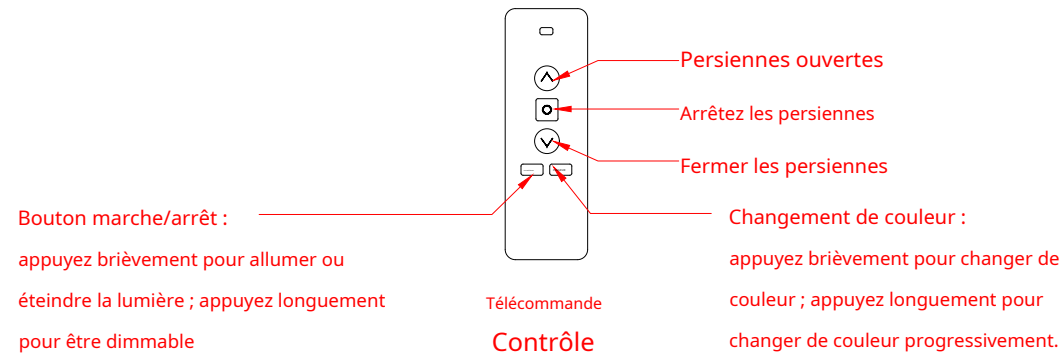 Persiennes ouvertes
Arrêtez les persiennes
Fermer les persiennes
Bouton marche/arrêt :
appuyez brièvement pour allumer ou
éteindre la lumière ; appuyez longuement
pour être dimmable
Changement de couleur :
appuyez brièvement pour changer de
couleur ; appuyez longuement pour
changer de couleur progressivement.
Télécommande
Contrôle